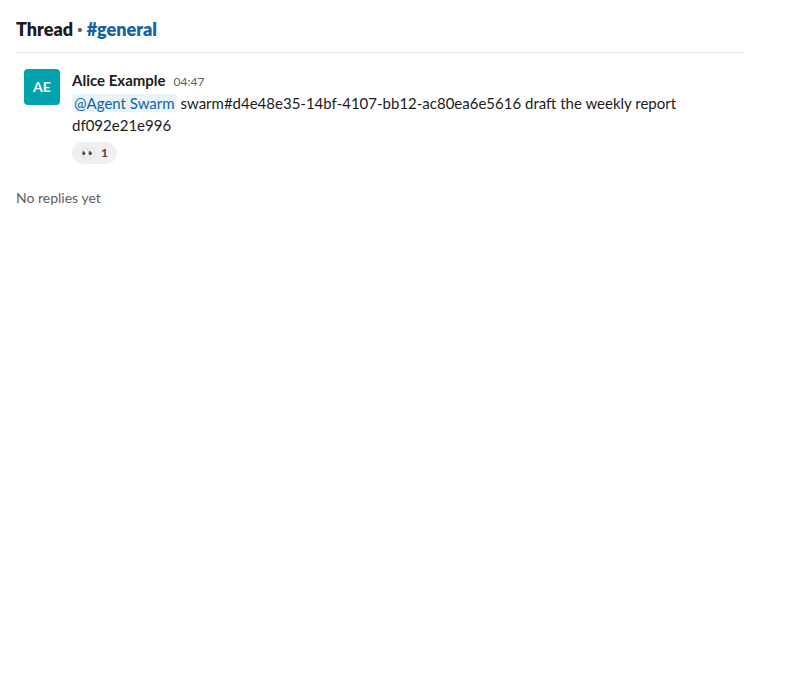 Thread • #general
AE
Alice Example 04:47
@Agent Swarm swarm#d4e48e35-14bf-4107-bb12-ac80ea6e5616 draft the weekly report
df092e21e996
👀 1
No replies yet